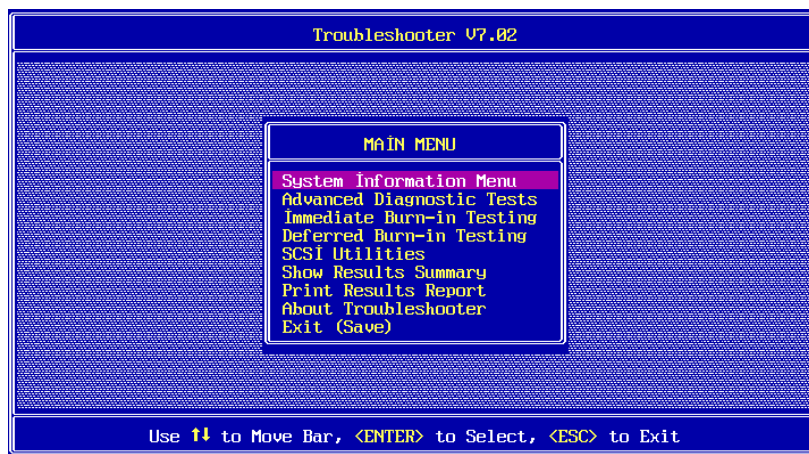 Troubleshooter V7.02
MAİN MENU
System İnformation Menu
Advanced Diagnostic Tests
İmmediate Burn-in Testing
Deferred Burn-in Testing
SCSİ Utilities
Show Results Summary
Print Results Report
About Troubleshooter
Exit (Save)
Use ↑↓ to Move Bar, <ENTER> to Select, <ESC> to Exit